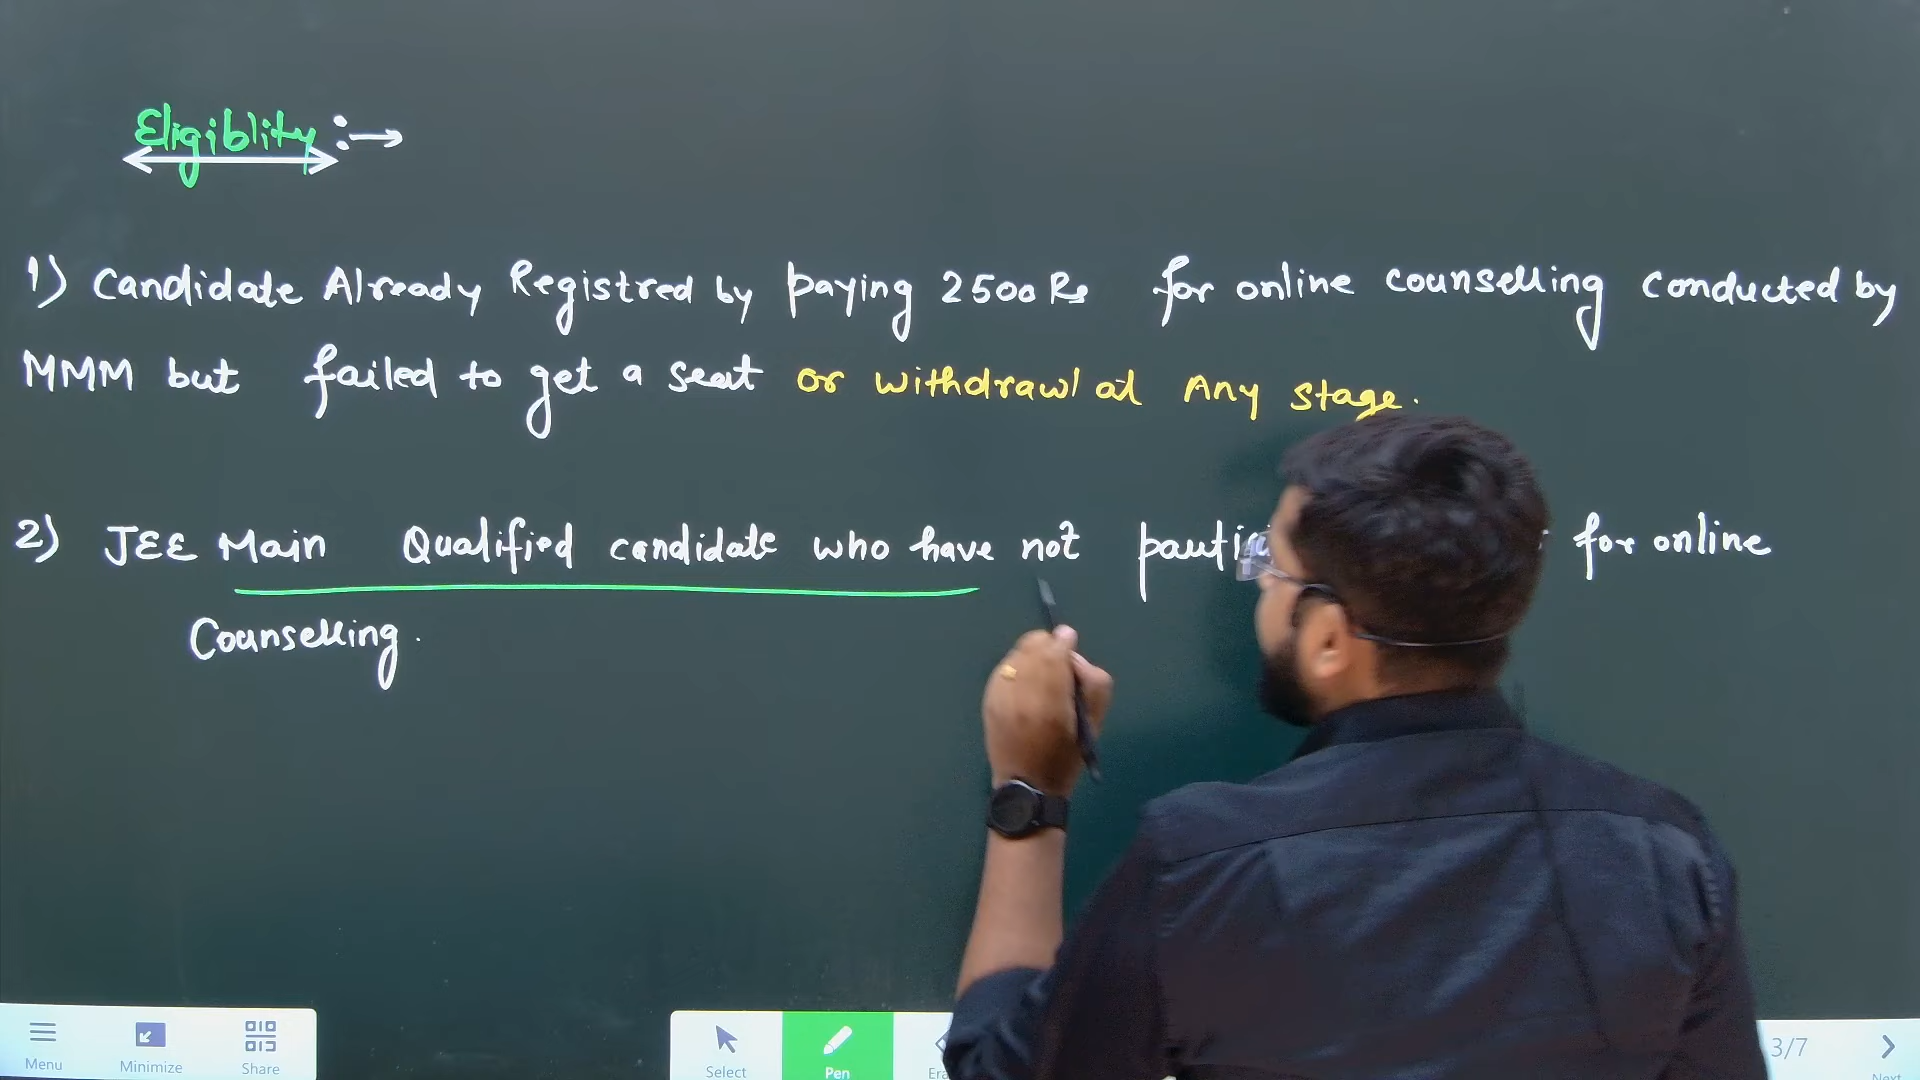 Eligiblity :→
1) Candidate Already Registred by paying 2500 Rs for online counselling conducted by
MMM but failed to get a seat or withdrawl at Any stage.
2) JEE Main Qualified candidate who have not for online
Counselling.
Menu Minimize Share Select Pen 3/7 Next